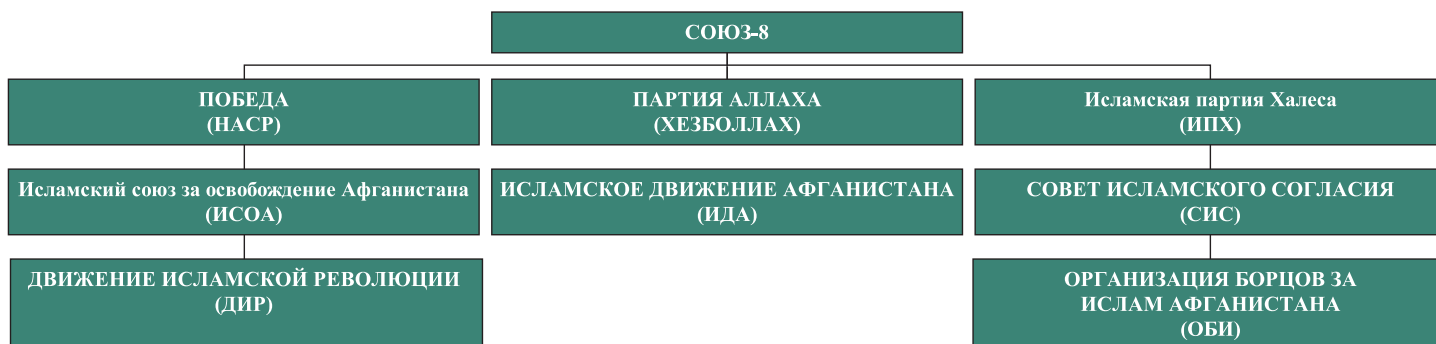 СОЮЗ-8
ПОБЕДА
(НАСР)
ПАРТИЯ АЛЛАХА
(ХЕЗБОЛЛАХ)
Исламская партия Халеса
(ИПХ)
Исламский союз за освобождение Афганистана
(ИСОА)
ИСЛАМСКОЕ ДВИЖЕНИЕ АФГАНИСТАНА
(ИДА)
СОВЕТ ИСЛАМСКОГО СОГЛАСИЯ
(СИС)
ДВИЖЕНИЕ ИСЛАМСКОЙ РЕВОЛЮЦИИ
(ДИР)
ОРГАНИЗАЦИЯ БОРЦОВ ЗА
ИСЛАМ АФГАНИСТАНА
(ОБИ)